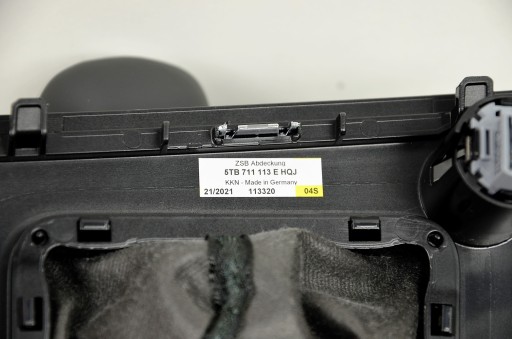 ZSB Abdeckung
5TB 711 113 E HQJ
KKN - Made in Germany
21/2021 113320 04S